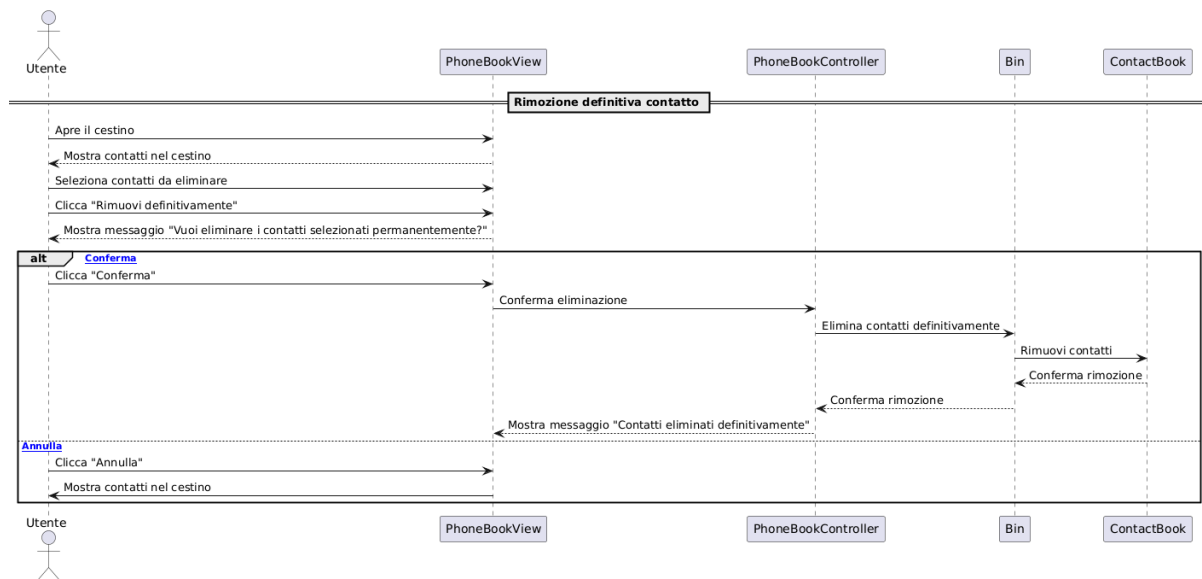 Utente
PhoneBookView
PhoneBookController
Bin
ContactBook
Rimozione definitiva contatto
Apre il cestino
Mostra contatti nel cestino
Seleziona contatti da eliminare
Clicca "Rimuovi definitivamente"
Mostra messaggio "Vuoi eliminare i contatti selezionati permanentemente?"
alt
Conferma
Clicca "Conferma"
Conferma eliminazione
Elimina contatti definitivamente
Rimuovi contatti
Conferma rimozione
Conferma rimozione
Mostra messaggio "Contatti eliminati definitivamente"
Annulla
Clicca "Annulla"
Mostra contatti nel cestino
Utente
PhoneBookView
PhoneBookController
Bin
ContactBook